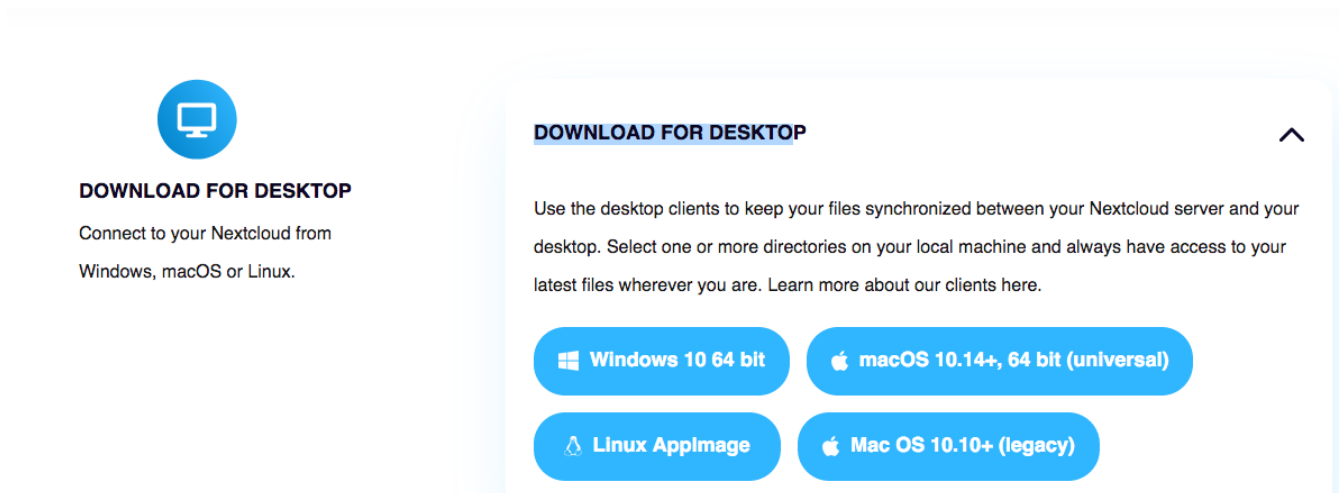 DOWNLOAD FOR DESKTOP
Connect to your Nextcloud from
Windows, macOS or Linux.
DOWNLOAD FOR DESKTOP
Use the desktop clients to keep your files synchronized between your Nextcloud server and your
desktop. Select one or more directories on your local machine and always have access to your
latest files wherever you are. Learn more about our clients here.
Windows 10 64 bit
macOS 10.14+, 64 bit (universal)
Linux AppImage
Mac OS 10.10+ (legacy)